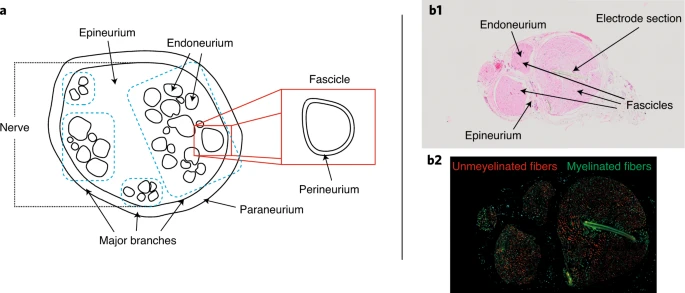 a
Epineurium
Endoneurium
Fascicle
Nerve
Perineurium
Paraneurium
Major branches
b1
Endoneurium
Electrode section
Fascicles
Epineurium
b2
Unmeyelinated fibers
Myelinated fibers